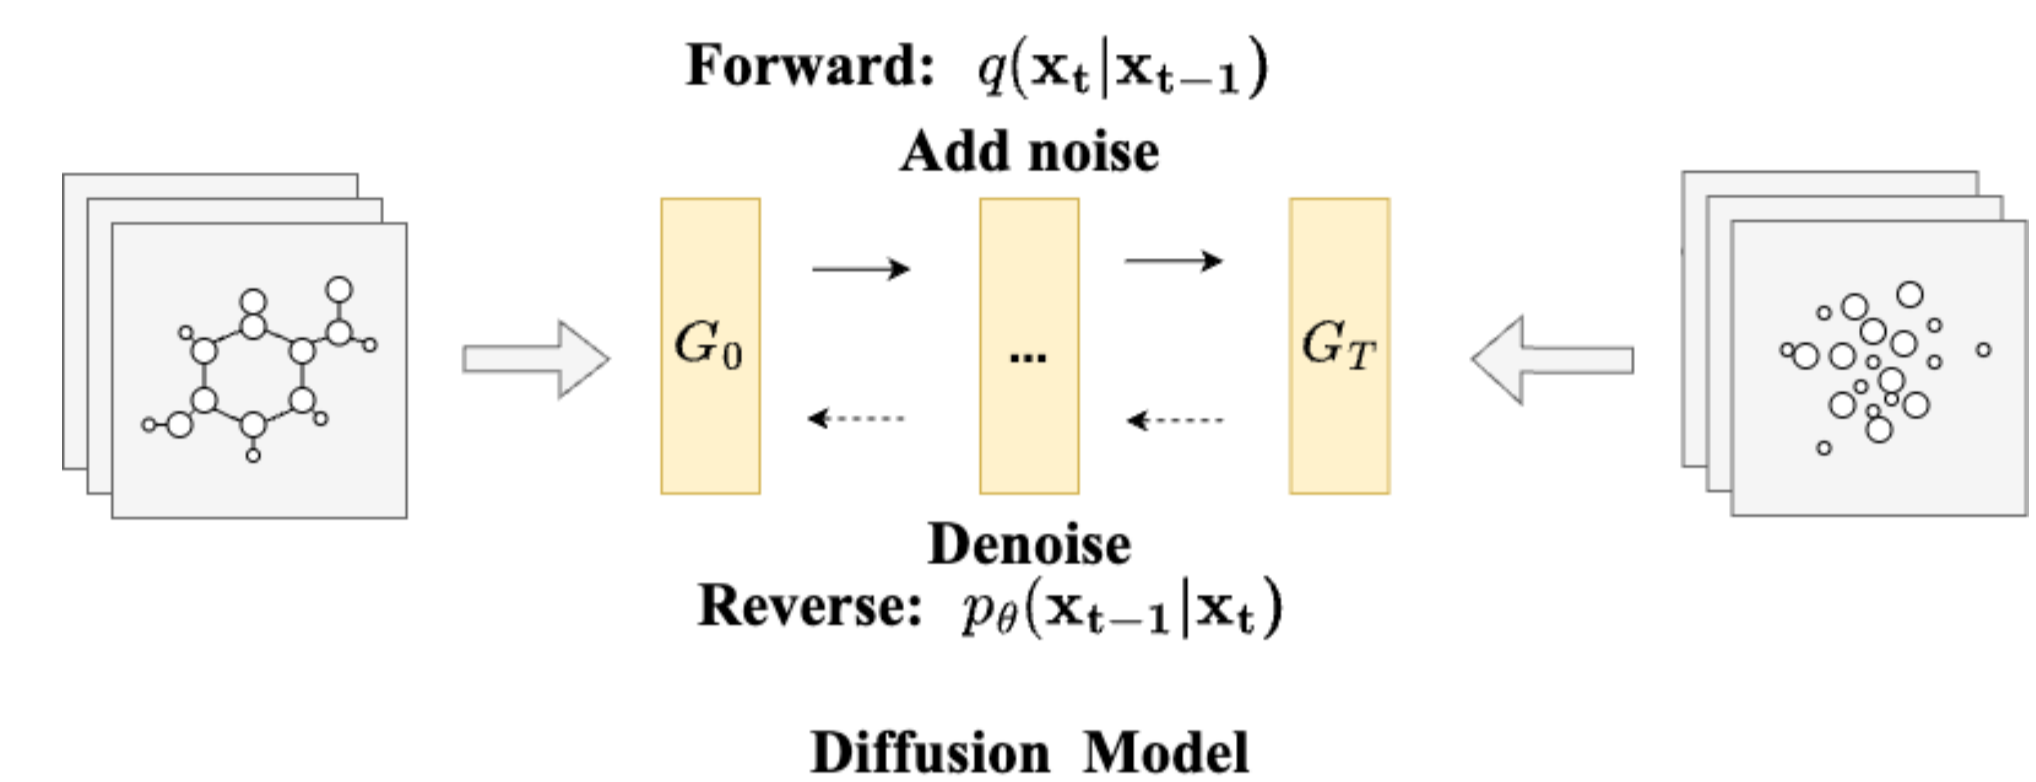 Forward: q(x_t|x_{t-1})
Add noise
G_0 ... G_T
Denoise
Reverse: p_θ(x_{t-1}|x_t)
Diffusion Model